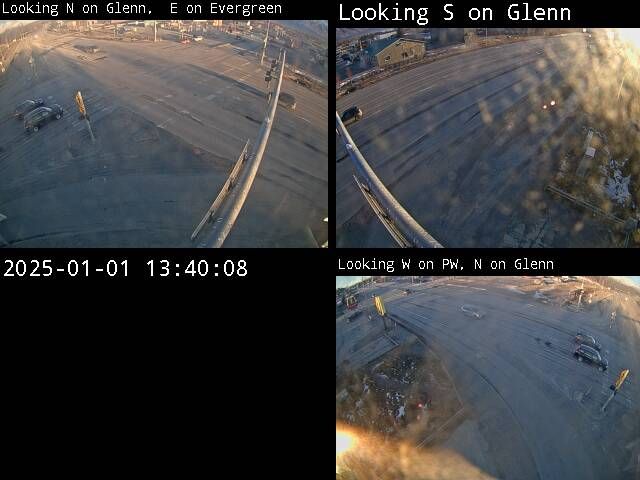 Looking N on Glenn,  E on Evergreen
Looking S on Glenn
2025-01-01 13:40:08
Looking W on PW, N on Glenn